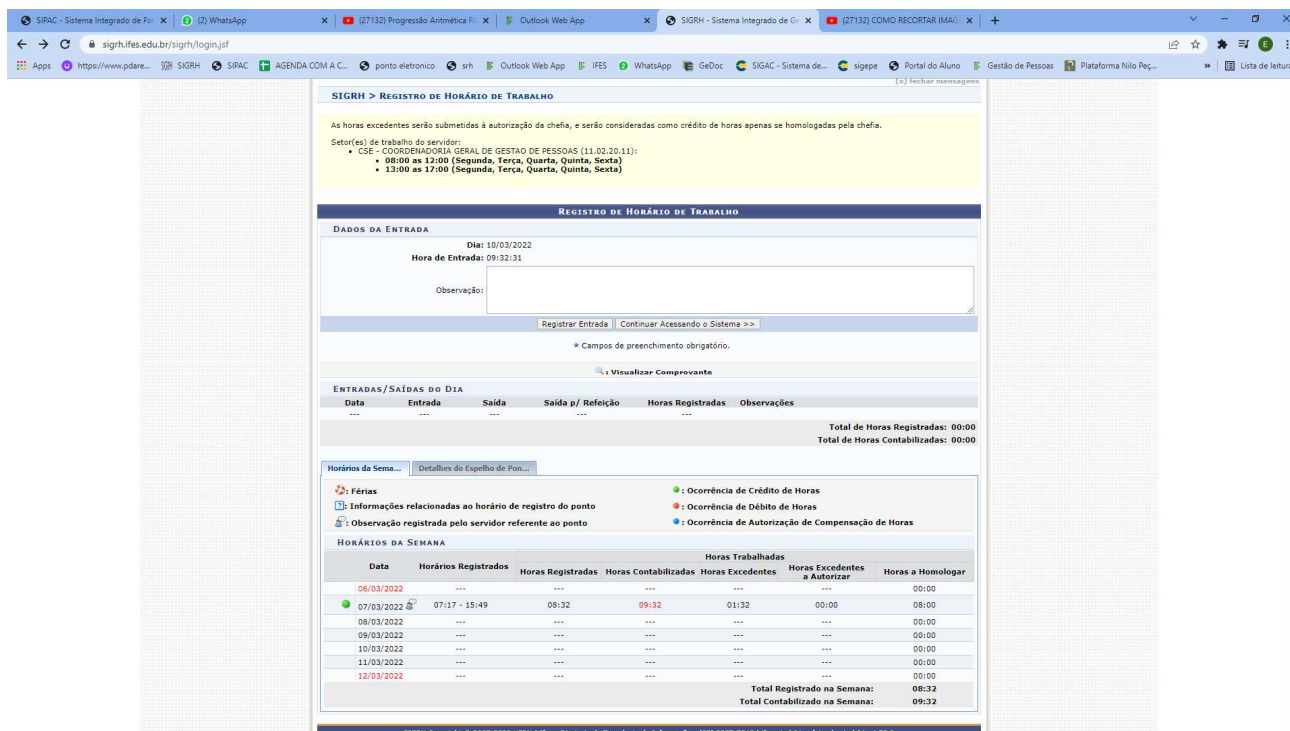 SIPAC - Sistema Integrado de Pa
(2) WhatsApp
(27132) Progressão Aritmética
Outlook Web App
SIGRH - Sistema Integrado de Ge
(27132) COMO RECORTAR IMAG
sigrh.ifes.edu.br/sigrh/login.jsf
Apps https://www.pdare... SIGRH SIPAC AGENDA COM A C... ponto eletronico srh Outlook Web App IFES WhatsApp GeDoc SIGAC - Sistema de... sigepe Portal do Aluno Gestão de Pessoas Plataforma Nilo Peç... » Lista de leitura
(x) fechar mensagens
SIGRH > REGISTRO DE HORÁRIO DE TRABALHO
As horas excedentes serão submetidas à autorização da chefia, e serão consideradas como crédito de horas apenas se homologadas pela chefia.
Setor(es) de trabalho do servidor:
• CSE - COORDENADORIA GERAL DE GESTAO DE PESSOAS (11.02.20.11):
• 08:00 as 12:00 (Segunda, Terça, Quarta, Quinta, Sexta)
• 13:00 as 17:00 (Segunda, Terça, Quarta, Quinta, Sexta)
REGISTRO DE HORÁRIO DE TRABALHO
DADOS DA ENTRADA
Dia: 10/03/2022
Hora de Entrada: 09:32:31
Observação:
Registrar Entrada Continuar Acessando o Sistema >>
* Campos de preenchimento obrigatório.
: Visualizar Comprovante
ENTRADAS/SAÍDAS DO DIA
Data Entrada Saída Saída p/ Refeição Horas Registradas Observações
--- --- --- --- ---
Total de Horas Registradas: 00:00
Total de Horas Contabilizadas: 00:00
Horários da Sema... Detalhes do Espelho de Pon...
: Férias : Ocorrência de Crédito de Horas
: Informações relacionadas ao horário de registro do ponto : Ocorrência de Débito de Horas
: Observação registrada pelo servidor referente ao ponto : Ocorrência de Autorização de Compensação de Horas
HORÁRIOS DA SEMANA
Data Horários Registrados Horas Trabalhadas
Horas Registradas Horas Contabilizadas Horas Excedentes Horas Excedentes a Autorizar Horas a Homologar
06/03/2022 --- --- --- --- --- 00:00
07/03/2022 07:17 - 15:49 08:32 09:32 01:32 00:00 08:00
08/03/2022 --- --- --- --- --- 00:00
09/03/2022 --- --- --- --- --- 00:00
10/03/2022 --- --- --- --- --- 00:00
11/03/2022 --- --- --- --- --- 00:00
12/03/2022 --- --- --- --- --- 00:00
Total Registrado na Semana: 08:32
Total Contabilizado na Semana: 09:32